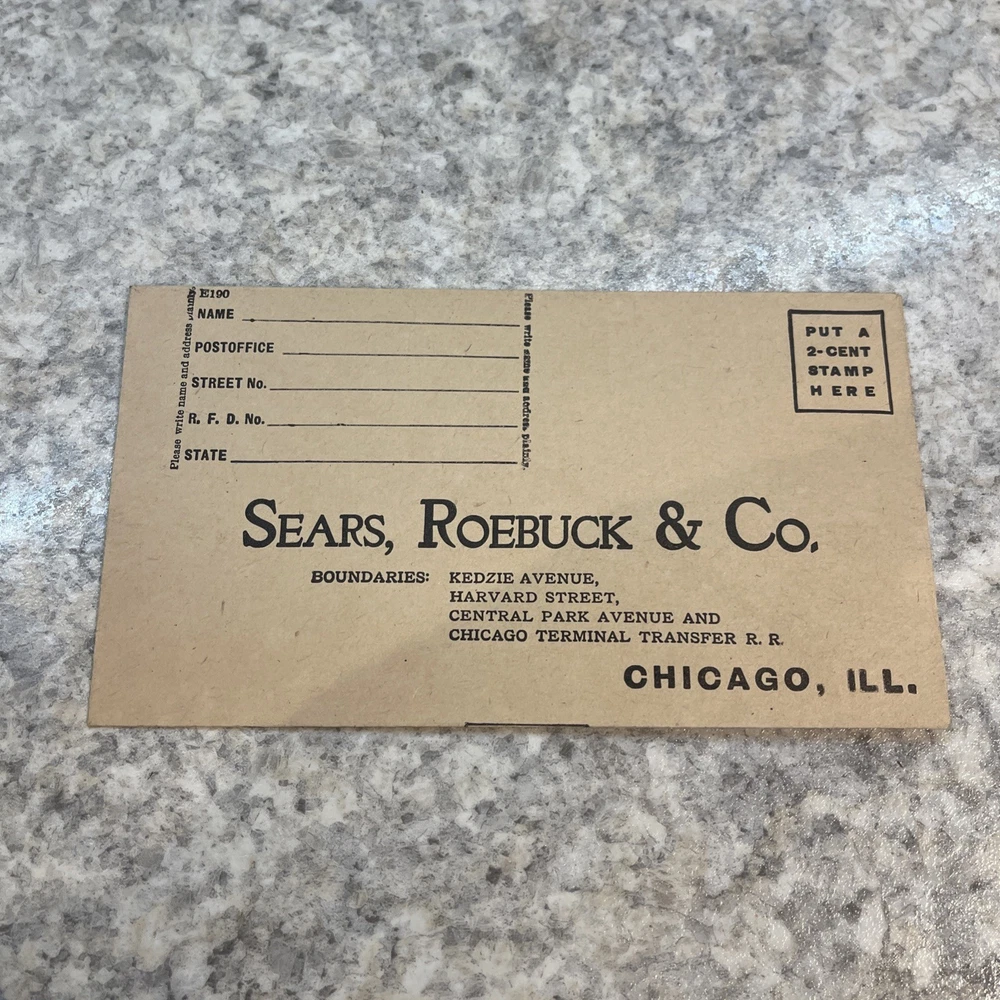 E190
NAME
POSTOFFICE
STREET No.
R. F. D. No.
STATE
Please write name and address plainly.
Please write name and address plainly.
PUT A
2-CENT
STAMP
HERE
SEARS, ROEBUCK & CO.
BOUNDARIES: KEDZIE AVENUE,
HARVARD STREET,
CENTRAL PARK AVENUE AND
CHICAGO TERMINAL TRANSFER R. R.
CHICAGO, ILL.